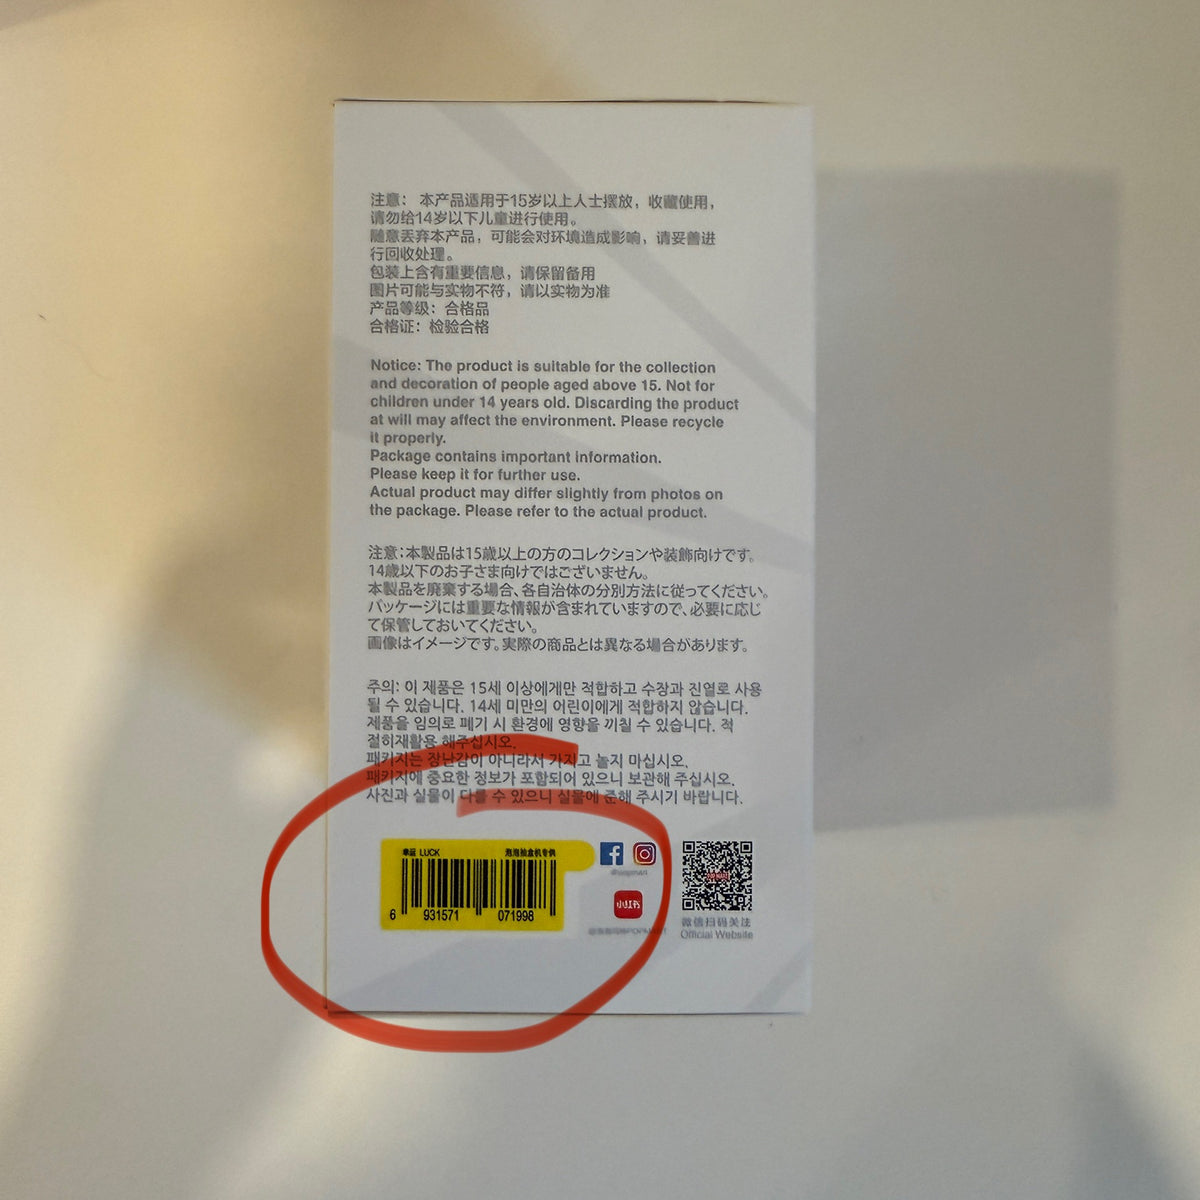 注意： 本产品适用于15岁以上人士摆放，收藏使用，
请勿给14岁以下儿童进行使用。
随意丢弃本产品，可能会对环境造成影响，请妥善进
行回收处理。
包装上含有重要信息，请保留备用
图片可能与实物不符，请以实物为准
产品等级：合格品
合格证：检验合格
Notice: The product is suitable for the collection
and decoration of people aged above 15. Not for
children under 14 years old. Discarding the product
at will may affect the environment. Please recycle
it properly.
Package contains important information.
Please keep it for further use.
Actual product may differ slightly from photos on
the package. Please refer to the actual product.
注意：本製品は15歳以上の方のコレクションや装飾向けです。
14歳以下のお子さま向けではございません。
本製品を廃棄する場合、各自治体の分別方法に従ってください。
パッケージには重要な情報が含まれていますので、必要に応じ
て保管しておいてください。
画像はイメージです。実際の商品とは異なる場合があります。
주의: 이 제품은 15세 이상에게만 적합하고 수장과 진열로 사용
될 수 있습니다. 14세 미만의 어린이에게 적합하지 않습니다.
제품을 임의로 폐기 시 환경에 영향을 끼칠 수 있습니다. 적
절히재활용 해주십시오.
패키지는 장난감이 아니라서 가지고 놀지 마십시오.
패키지에 중요한 정보가 포함되어 있으니 보관해 주십시오.
사진과 실물이 다를 수 있으니 실물에 준해 주시기 바랍니다.
幸运 LUCK 泡泡抽盒机专供
6 931571 071998
@popmart
小红书
POP MART
微信扫码关注
Official Website